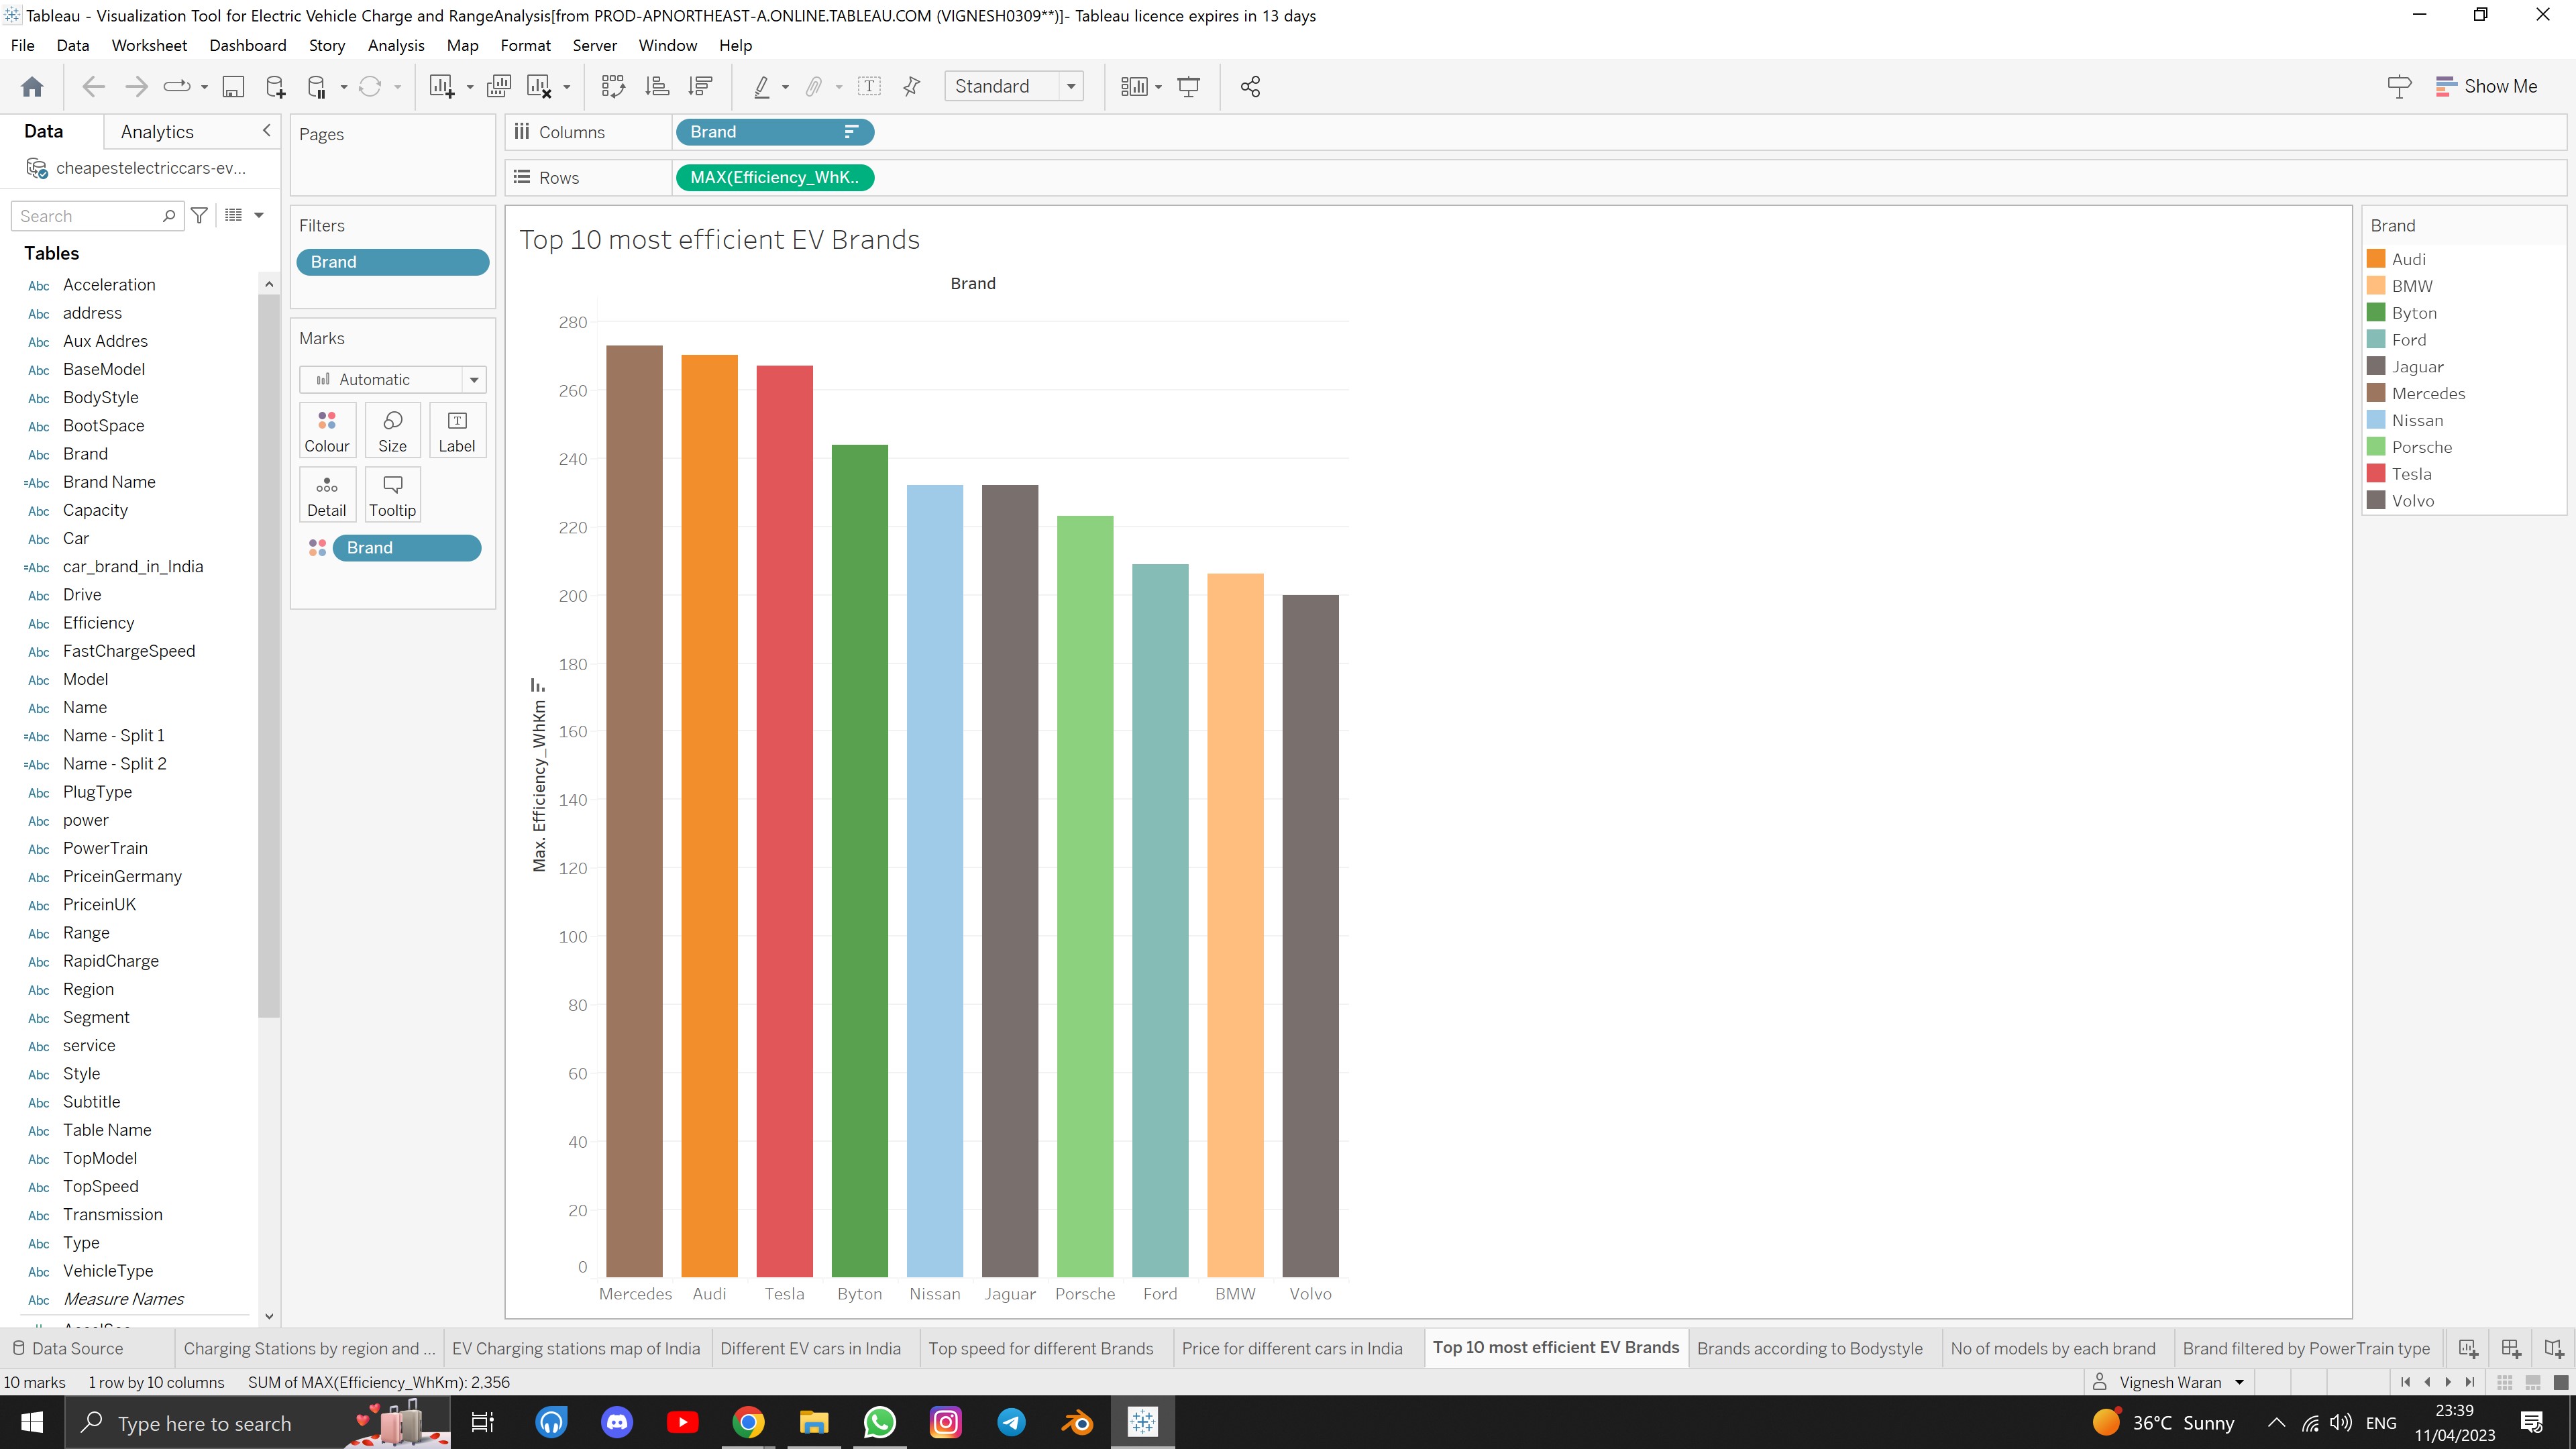 Tableau - Visualization Tool for Electric Vehicle Charge and RangeAnalysis[from PROD-APNORTHEAST-A.ONLINE.TABLEAU.COM (VIGNESH0309**)]- Tableau licence expires in 13 days
File Data Worksheet Dashboard Story Analysis Map Format Server Window Help
Standard
Show Me
Data Analytics
cheapestelectriccars-ev...
Search
Tables
Abc Acceleration
Abc address
Abc Aux Addres
Abc BaseModel
Abc BodyStyle
Abc BootSpace
Abc Brand
=Abc Brand Name
Abc Capacity
Abc Car
=Abc car_brand_in_India
Abc Drive
Abc Efficiency
Abc FastChargeSpeed
Abc Model
Abc Name
=Abc Name - Split 1
=Abc Name - Split 2
Abc PlugType
Abc power
Abc PowerTrain
Abc PriceinGermany
Abc PriceinUK
Abc Range
Abc RapidCharge
Abc Region
Abc Segment
Abc service
Abc Style
Abc Subtitle
Abc Table Name
Abc TopModel
Abc TopSpeed
Abc Transmission
Abc Type
Abc VehicleType
Abc Measure Names
Pages
Filters
Brand
Marks
Automatic
Colour Size Label
Detail Tooltip
Brand
Columns Brand
Rows MAX(Efficiency_WhK..
Top 10 most efficient EV Brands
Brand
280
260
240
220
200
180
160
140
120
100
80
60
40
20
0
Max. Efficiency_WhKm
Mercedes Audi Tesla Byton Nissan Jaguar Porsche Ford BMW Volvo
Brand
Audi
BMW
Byton
Ford
Jaguar
Mercedes
Nissan
Porsche
Tesla
Volvo
Data Source Charging Stations by region and ... EV Charging stations map of India Different EV cars in India Top speed for different Brands Price for different cars in India Top 10 most efficient EV Brands Brands according to Bodystyle No of models by each brand Brand filtered by PowerTrain type
10 marks 1 row by 10 columns SUM of MAX(Efficiency_WhKm): 2,356
Vignesh Waran
Type here to search
36°C Sunny
ENG
23:39
11/04/2023